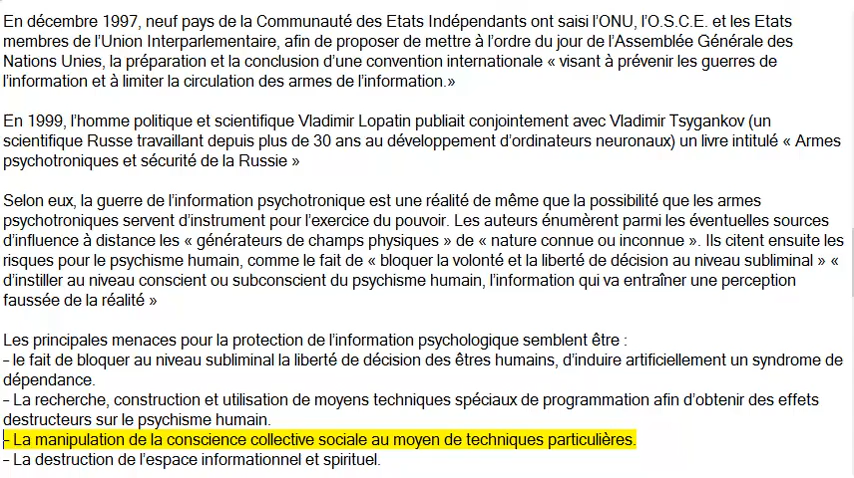 En décembre 1997, neuf pays de la Communauté des Etats Indépendants ont saisi l’ONU, l’O.S.C.E. et les Etats
membres de l’Union Interparlementaire, afin de proposer de mettre à l’ordre du jour de l’Assemblée Générale des
Nations Unies, la préparation et la conclusion d’une convention internationale « visant à prévenir les guerres de
l’information et à limiter la circulation des armes de l’information.»
En 1999, l’homme politique et scientifique Vladimir Lopatin publiait conjointement avec Vladimir Tsygankov (un
scientifique Russe travaillant depuis plus de 30 ans au développement d’ordinateurs neuronaux) un livre intitulé « Armes
psychotroniques et sécurité de la Russie »
Selon eux, la guerre de l’information psychotronique est une réalité de même que la possibilité que les armes
psychotroniques servent d’instrument pour l’exercice du pouvoir. Les auteurs énumèrent parmi les éventuelles sources
d’influence à distance les « générateurs de champs physiques » de « nature connue ou inconnue ». Ils citent ensuite les
risques pour le psychisme humain, comme le fait de « bloquer la volonté et la liberté de décision au niveau subliminal » «
d’instiller au niveau conscient ou subconscient du psychisme humain, l’information qui va entraîner une perception
faussée de la réalité »
Les principales menaces pour la protection de l’information psychologique semblent être :
– le fait de bloquer au niveau subliminal la liberté de décision des êtres humains, d’induire artificiellement un syndrome de
dépendance.
– La recherche, construction et utilisation de moyens techniques spéciaux de programmation afin d’obtenir des effets
destructeurs sur le psychisme humain.
– La manipulation de la conscience collective sociale au moyen de techniques particulières.
– La destruction de l’espace informationnel et spirituel.